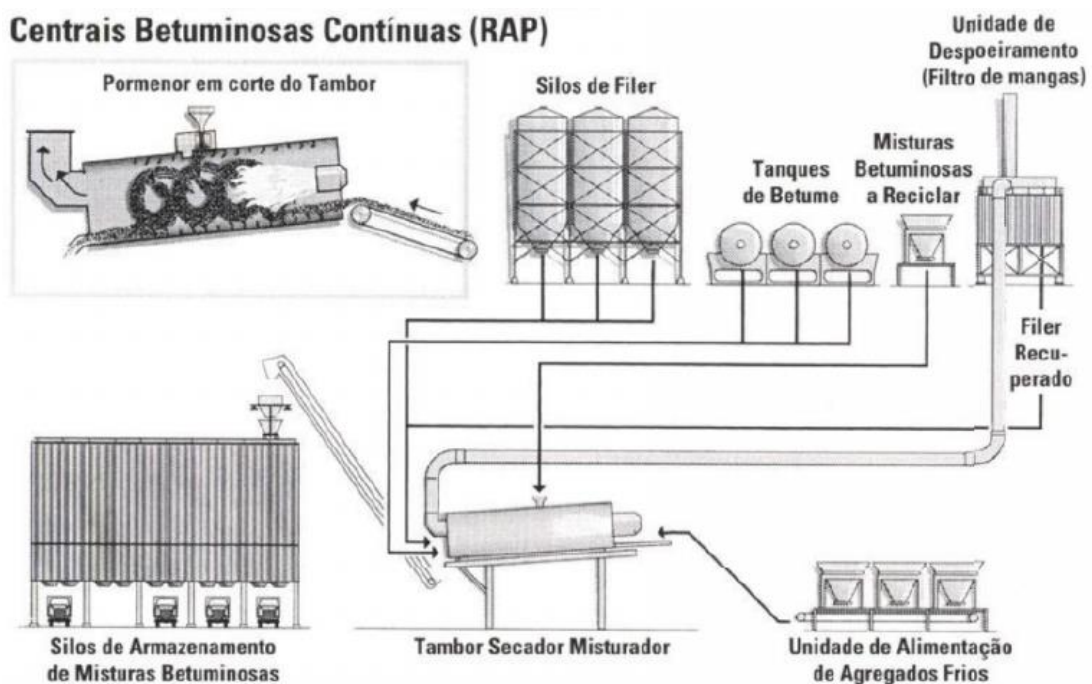 Centrais Betuminosas Contínuas (RAP)
Pormenor em corte do Tambor
Silos de Filer
Tanques
de Betume
Misturas
Betuminosas
a Reciclar
Unidade de
Despoeiramento
(Filtro de mangas)
Filer
Recu-
perado
Silos de Armazenamento
de Misturas Betuminosas
Tambor Secador Misturador
Unidade de Alimentação
de Agregados Frios